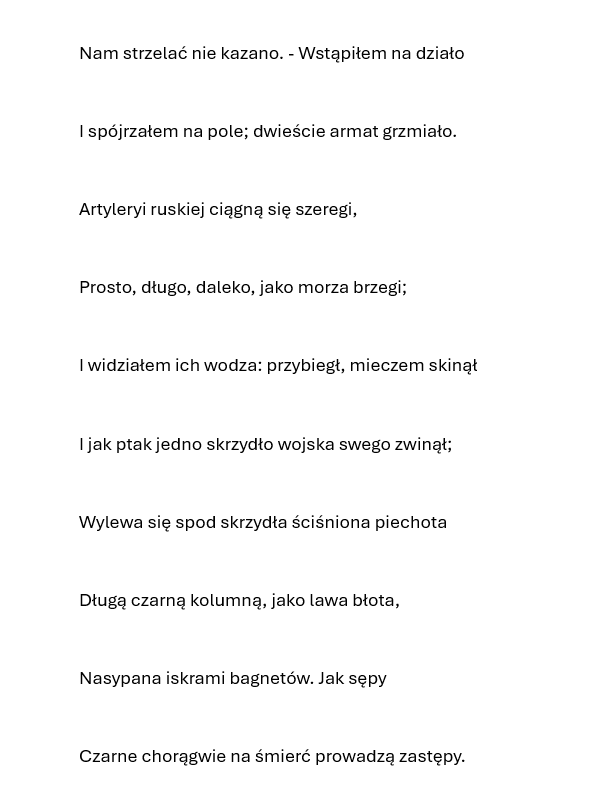 Nam strzelać nie kazano. - Wstąpiłem na działo
I spójrzałem na pole; dwieście armat grzmiało.
Artyleryi ruskiej ciągną się szeregi,
Prosto, długo, daleko, jako morza brzegi;
I widziałem ich wodza: przybiegł, mieczem skinął
I jak ptak jedno skrzydło wojska swego zwinął;
Wylewa się spod skrzydła ściśniona piechota
Długą czarną kolumną, jako lawa błota,
Nasypana iskrami bagnetów. Jak sępy
Czarne chorągwie na śmierć prowadzą zastępy.